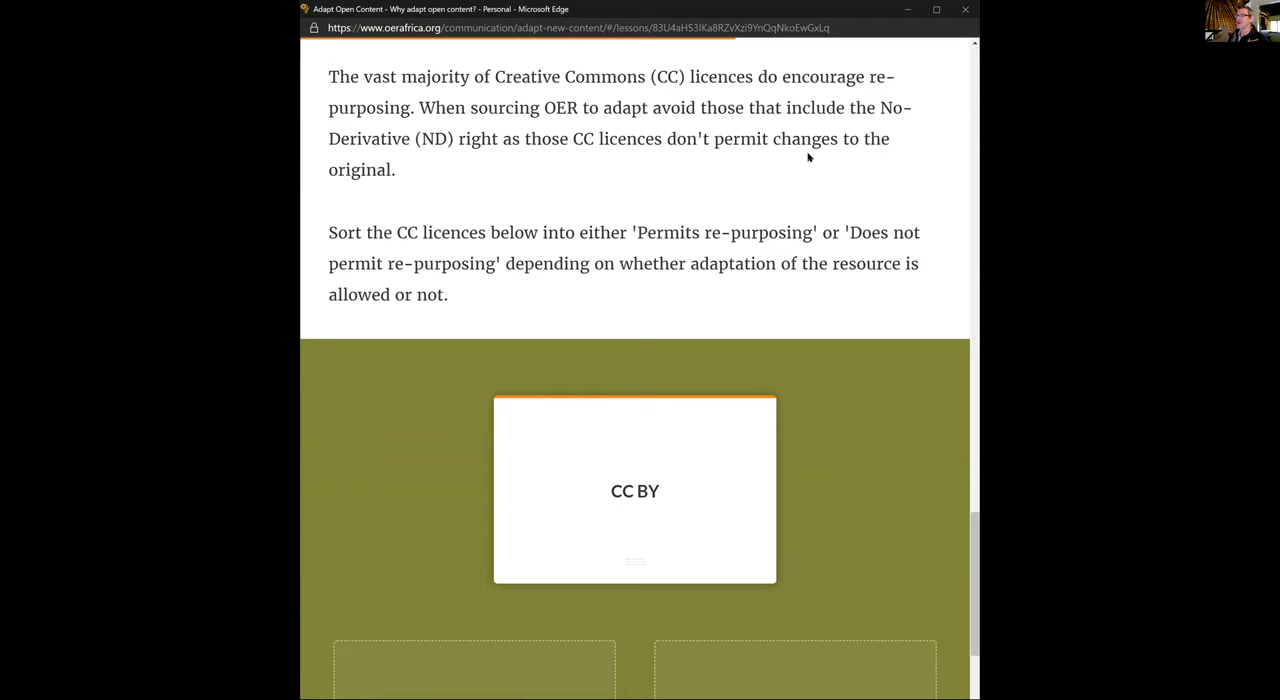 Adapt Open Content - Why adapt open content? - Personal - Microsoft Edge
https://www.oerafrica.org/communication/adapt-new-content/#/lessons/83U4aHS3IKa8RZvXzi9YnQqNkoEwGxLq
The vast majority of Creative Commons (CC) licences do encourage re-
purposing. When sourcing OER to adapt avoid those that include the No-
Derivative (ND) right as those CC licences don't permit changes to the
original.
Sort the CC licences below into either 'Permits re-purposing' or 'Does not
permit re-purposing' depending on whether adaptation of the resource is
allowed or not.
CC BY